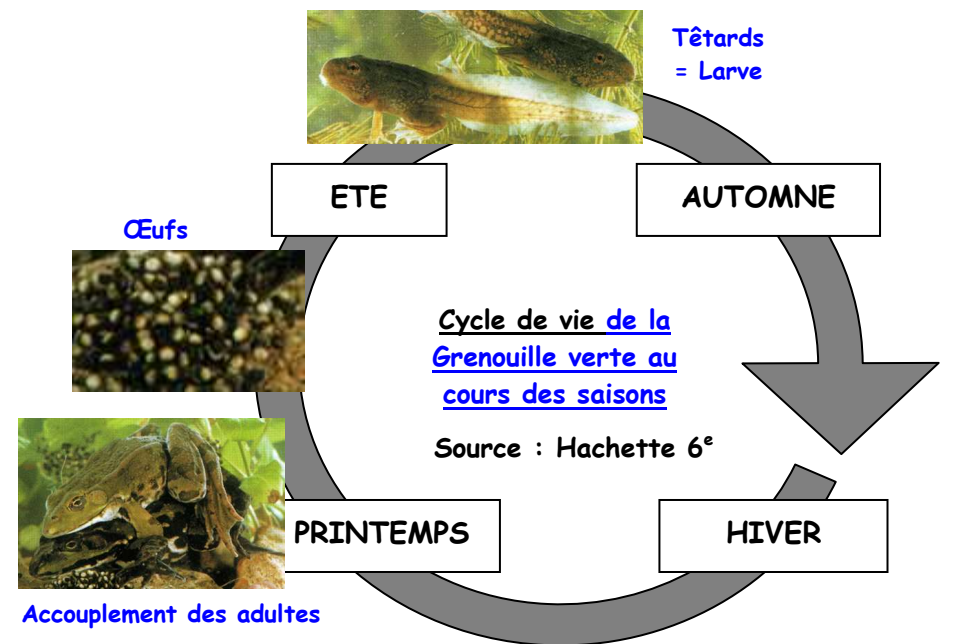 Têtards
= Larve
ETE
AUTOMNE
Œufs
Cycle de vie de la
Grenouille verte au
cours des saisons
Source : Hachette 6e
PRINTEMPS
HIVER
Accouplement des adultes